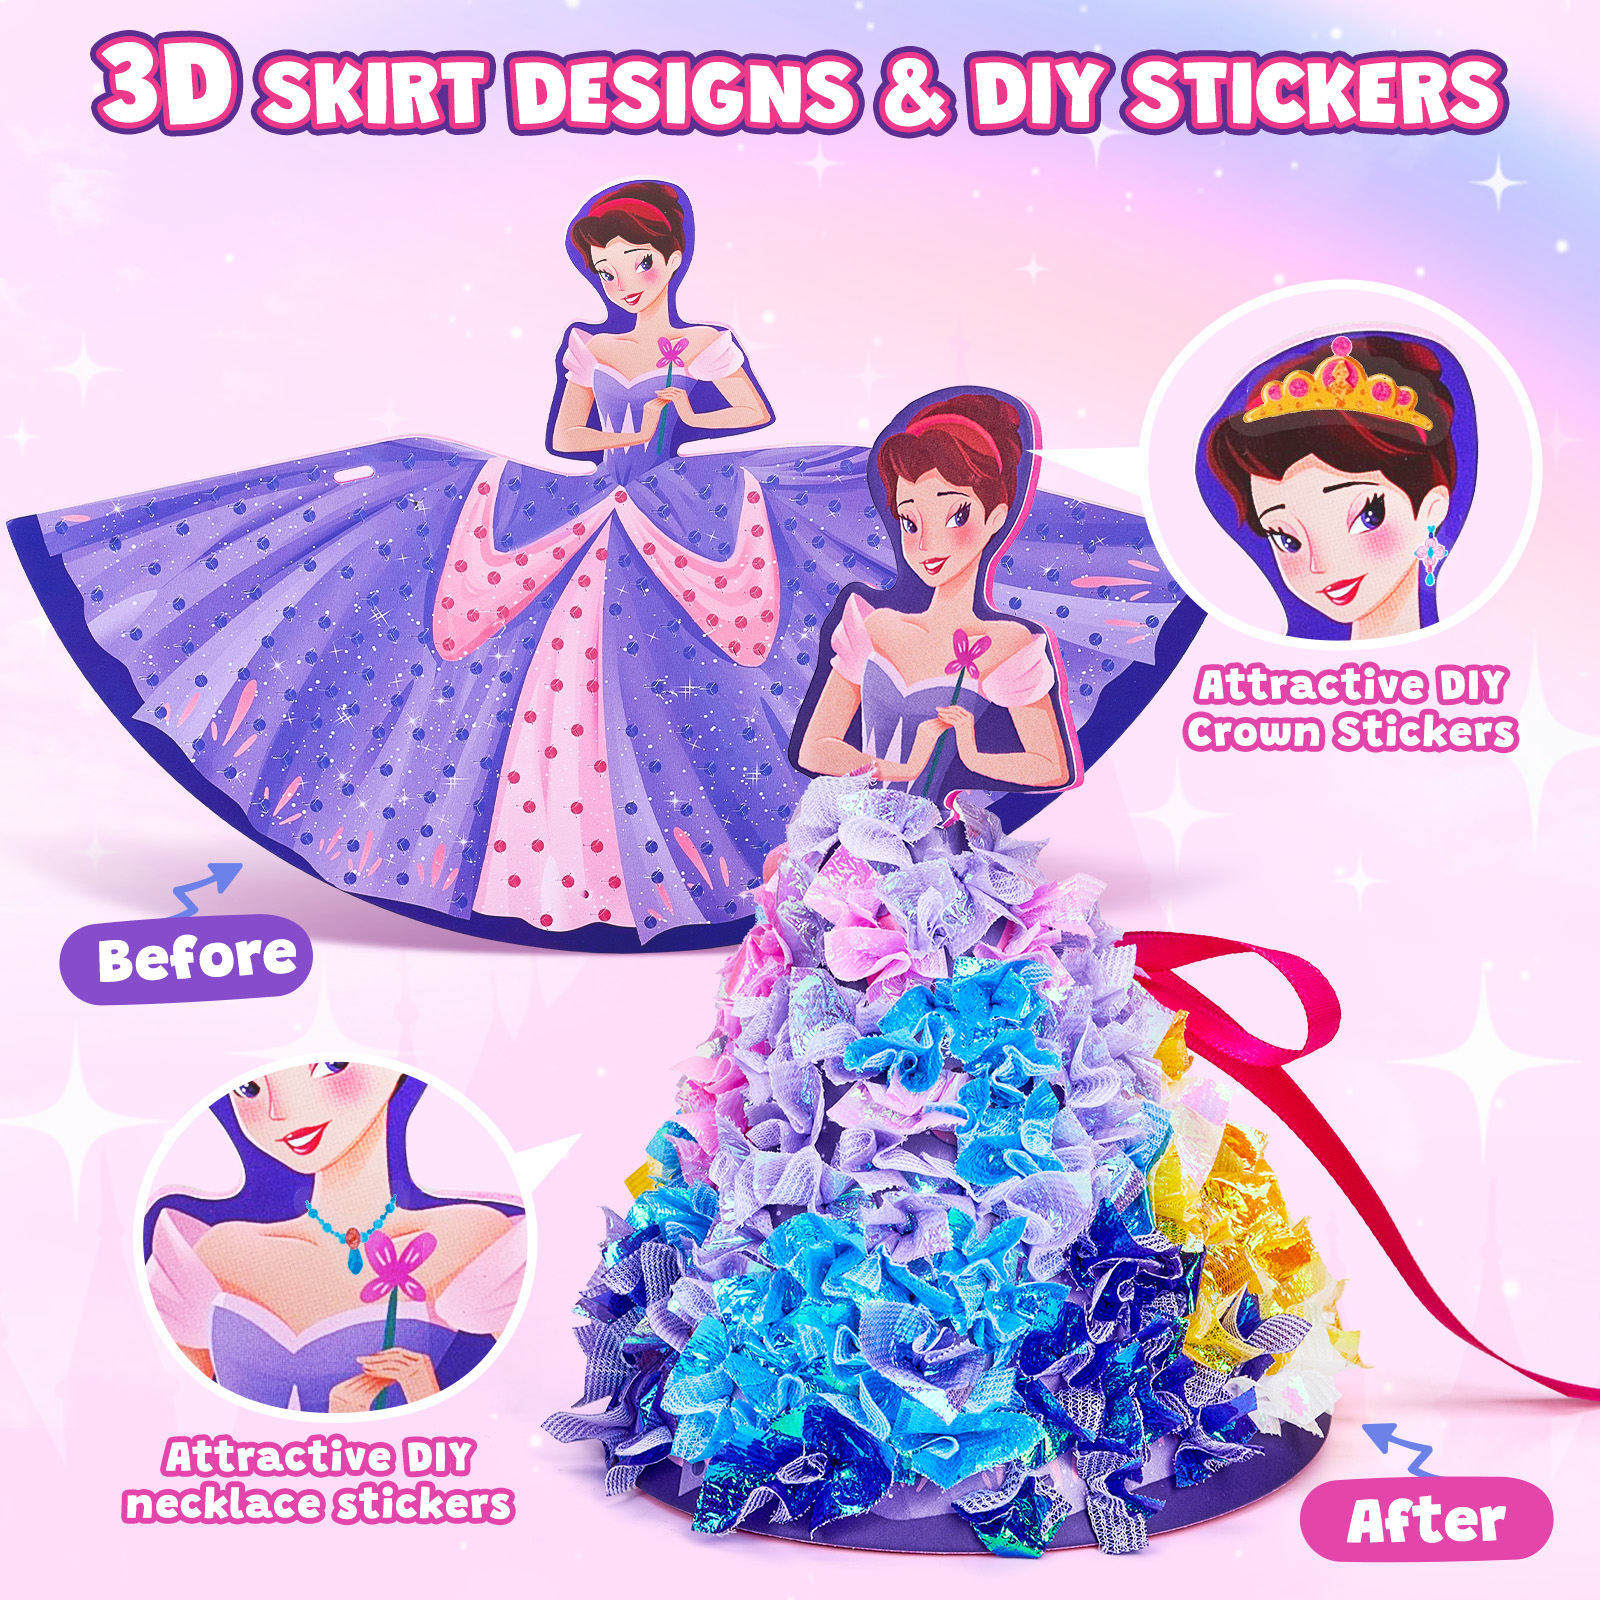 3D SKIRT DESIGNS & DIY STICKERS
Attractive DIY
Crown Stickers
Before
Attractive DIY
necklace stickers
After